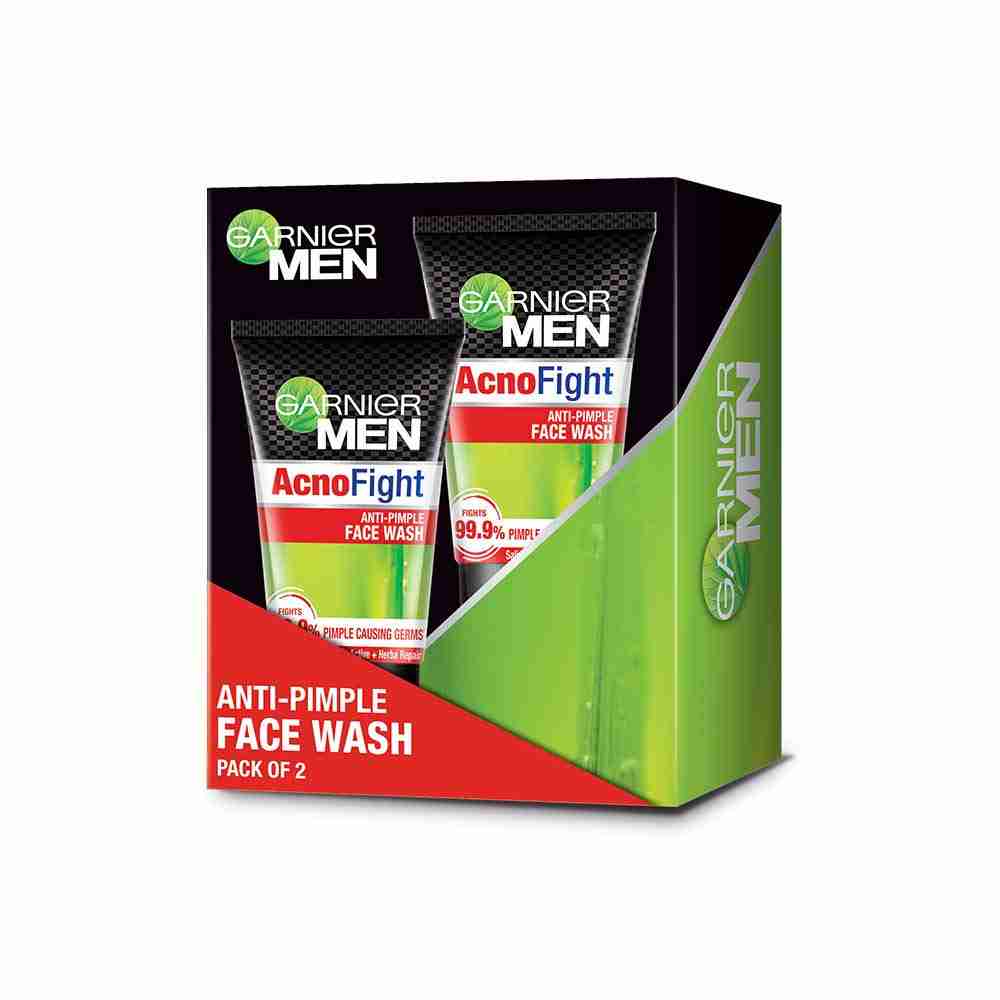 GARNIER
MEN
GARNIER
MEN
AcnoFight
ANTI-PIMPLE
FACE WASH
FIGHTS
99.9% PIMPLE
GARNIER
MEN
AcnoFight
ANTI-PIMPLE
FACE WASH
FIGHTS
PIMPLE CAUSING GERMS
+ Herba Repair
ANTI-PIMPLE
FACE WASH
PACK OF 2
GARNIER
MEN